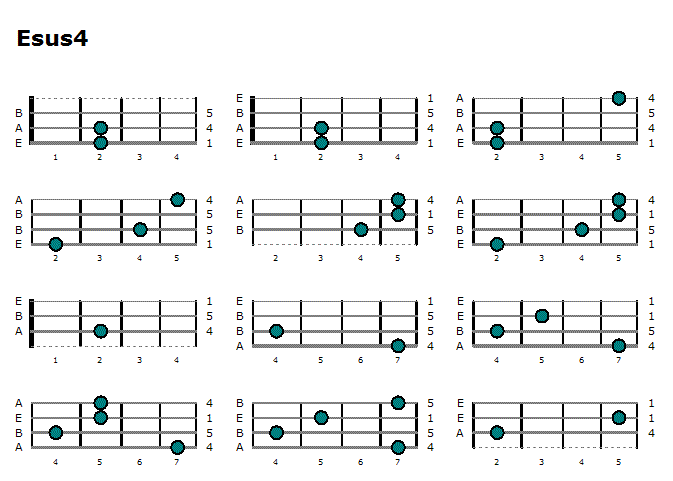 Esus4
E 1 A 4
B 5 B 5 B 5
A 4 A 4 A 4
E 1 E 1 E 1
1 2 3 4 1 2 3 4 2 3 4 5
A 4 A 4 A 4
B 5 E 1 E 1
B 5 B 5 B 5
E 1 E 1
2 3 4 5 2 3 4 5 2 3 4 5
E 1 E 1 E 1
B 5 B 5 E 1
A 4 B 5 B 5
A 4 A 4
1 2 3 4 4 5 6 7 4 5 6 7
A 4 B 5 E 1
E 1 E 1 E 1
B 5 B 5 A 4
A 4 A 4
4 5 6 7 4 5 6 7 2 3 4 5